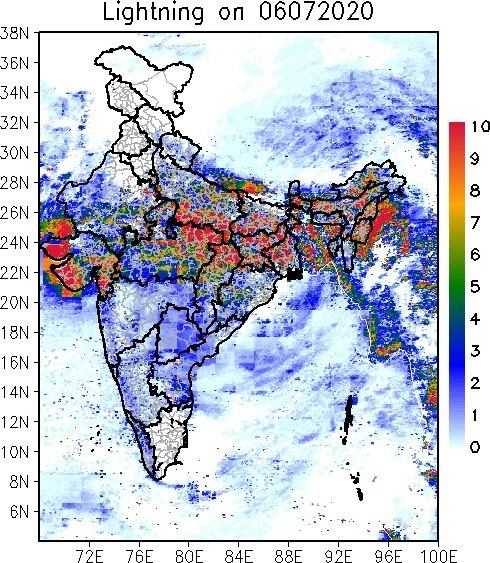 Lightning on 06072020
38N
36N
34N
32N
30N
28N
26N
24N
22N
20N
18N
16N
14N
12N
10N
8N
6N
72E 76E 80E 84E 88E 92E 96E 100E
10
9
8
7
6
5
4
3
2
1
0